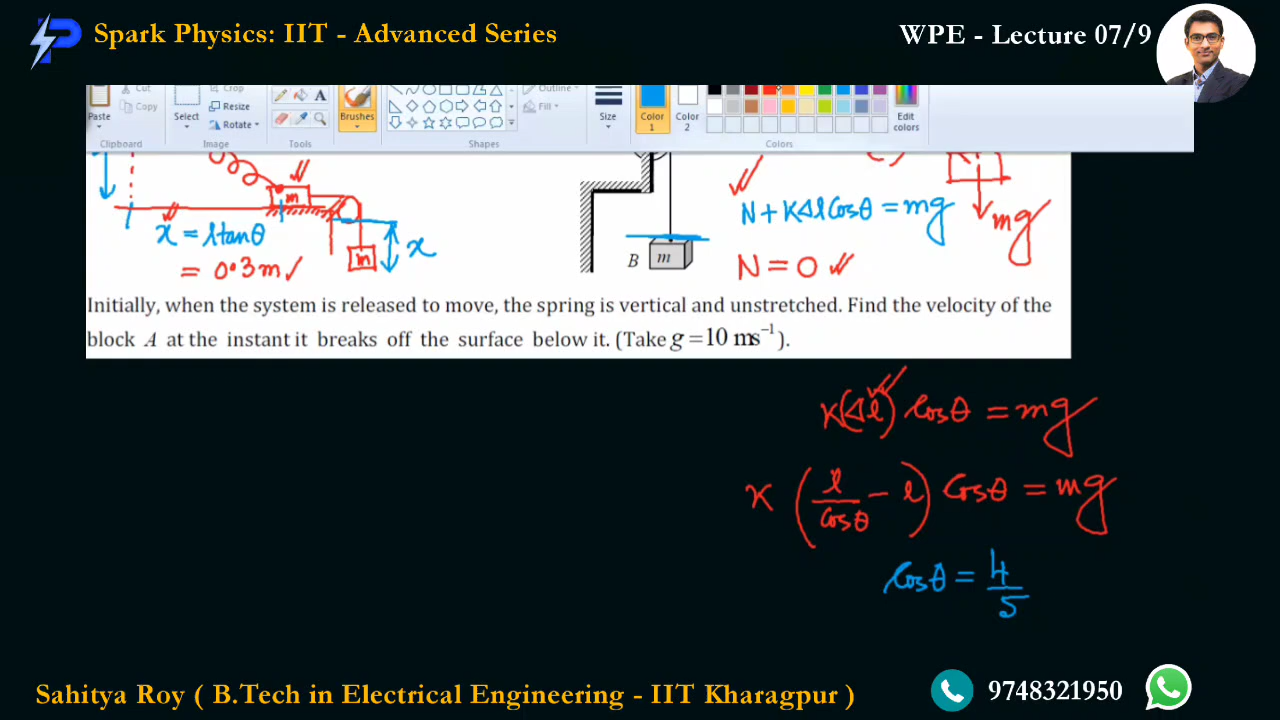 Spark Physics: IIT - Advanced Series
WPE - Lecture 07/9
Cut
Crop
Outline
Paste
Copy
Select
Resize
Rotate
Brushes
Fill
Size
Color 1
Color 2
Edit colors
Clipboard
Image
Tools
Shapes
Colors
m
x = l tanθ
= 0.3m
m
x
B m
N + KΔl Cosθ = mg
N = 0
mg
Initially, when the system is released to move, the spring is vertical and unstretched. Find the velocity of the
block A at the instant it breaks off the surface below it. (Take g = 10 ms⁻¹ ).
K(Δl) Cosθ = mg
K (l/Cosθ − l) Cosθ = mg
Cosθ = 4/5
Sahitya Roy ( B.Tech in Electrical Engineering - IIT Kharagpur )
9748321950